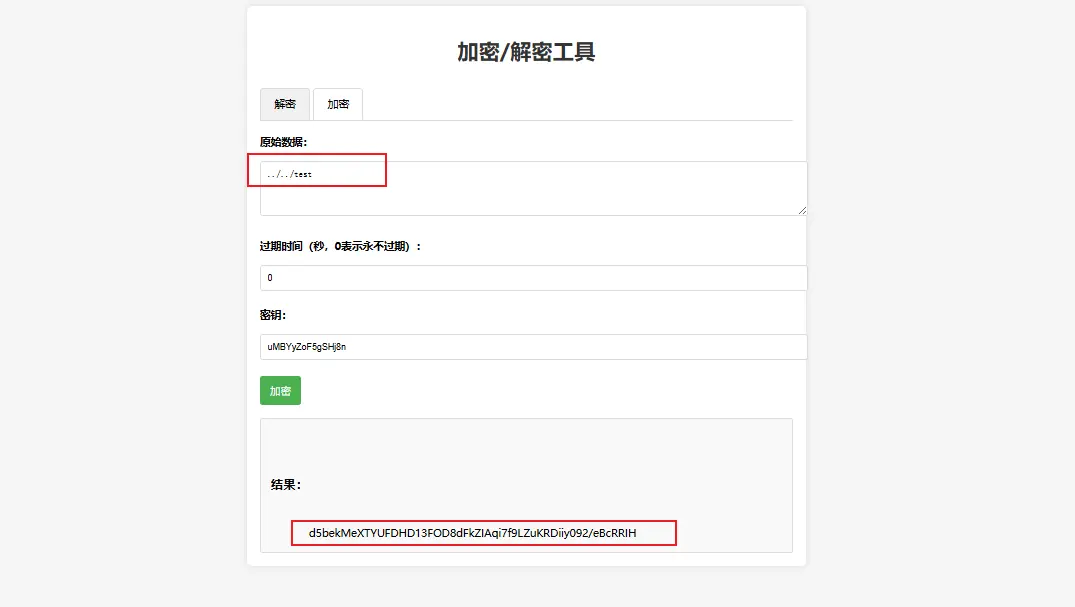 加密/解密工具
解密
加密
原始数据:
../../test
过期时间（秒，0表示永不过期）:
0
密钥:
uMBYyZoF5gSHj8n
加密
结果:
d5bekMeXTYUFDHD13FOD8dFkZIAqi7f9LZuKRDiiy092/eBcRRIH